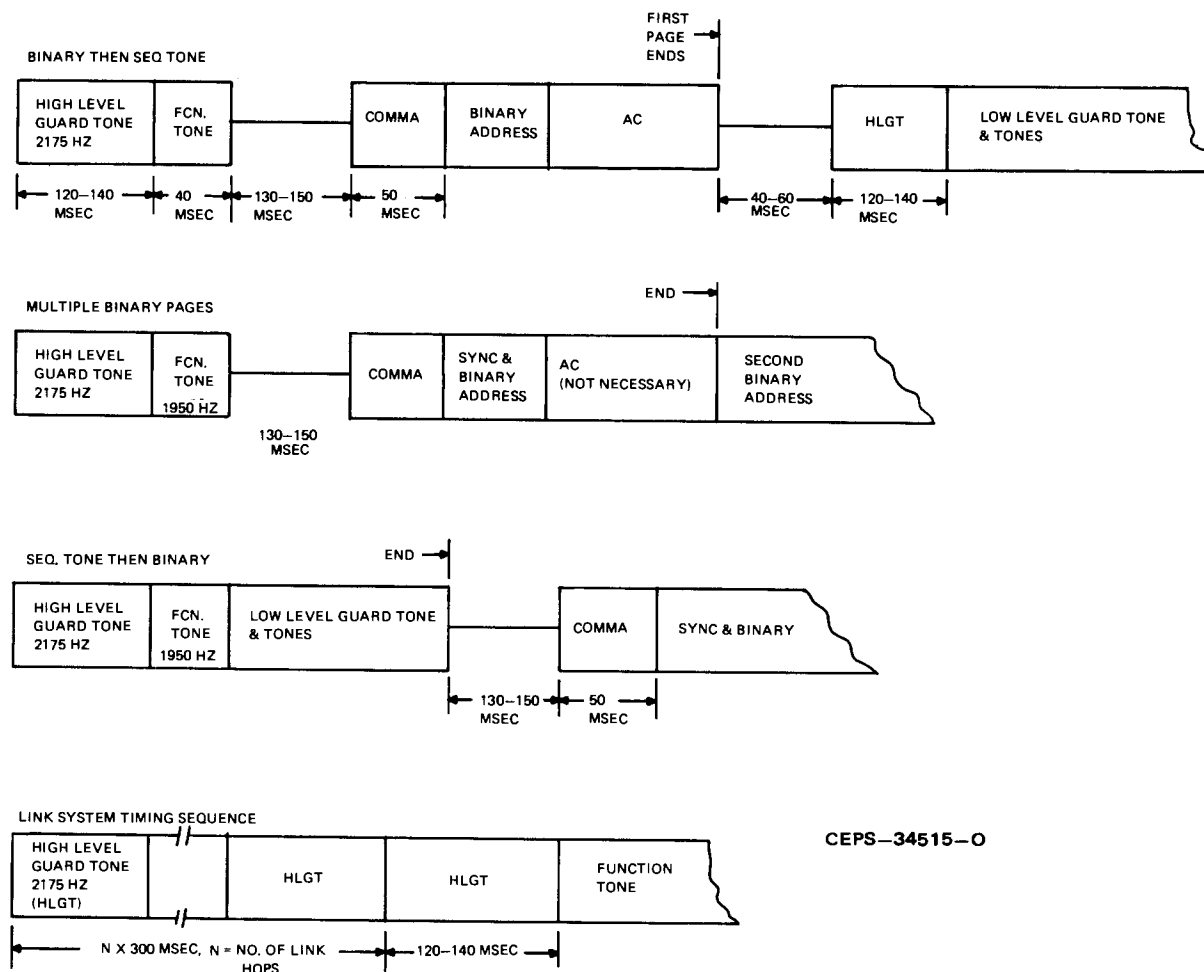 FIRST
PAGE
ENDS
BINARY THEN SEQ TONE
HIGH LEVEL
GUARD TONE
2175 HZ
FCN.
TONE
COMMA
BINARY
ADDRESS
AC
HLGT
LOW LEVEL GUARD TONE
& TONES
120–140
MSEC
40
MSEC
130–150
MSEC
50
MSEC
40–60
MSEC
120–140
MSEC
MULTIPLE BINARY PAGES
END
HIGH LEVEL
GUARD TONE
2175 HZ
FCN.
TONE
1950 HZ
COMMA
SYNC &
BINARY
ADDRESS
AC
(NOT NECESSARY)
SECOND
BINARY
ADDRESS
130–150
MSEC
SEQ. TONE THEN BINARY
END
HIGH LEVEL
GUARD TONE
2175 HZ
FCN.
TONE
1950 HZ
LOW LEVEL GUARD TONE
& TONES
COMMA
SYNC & BINARY
130–150
MSEC
50
MSEC
LINK SYSTEM TIMING SEQUENCE
HIGH LEVEL
GUARD TONE
2175 HZ
(HLGT)
HLGT
HLGT
FUNCTION
TONE
CEPS–34515–O
N X 300 MSEC, N = NO. OF LINK
HOPS
120–140 MSEC